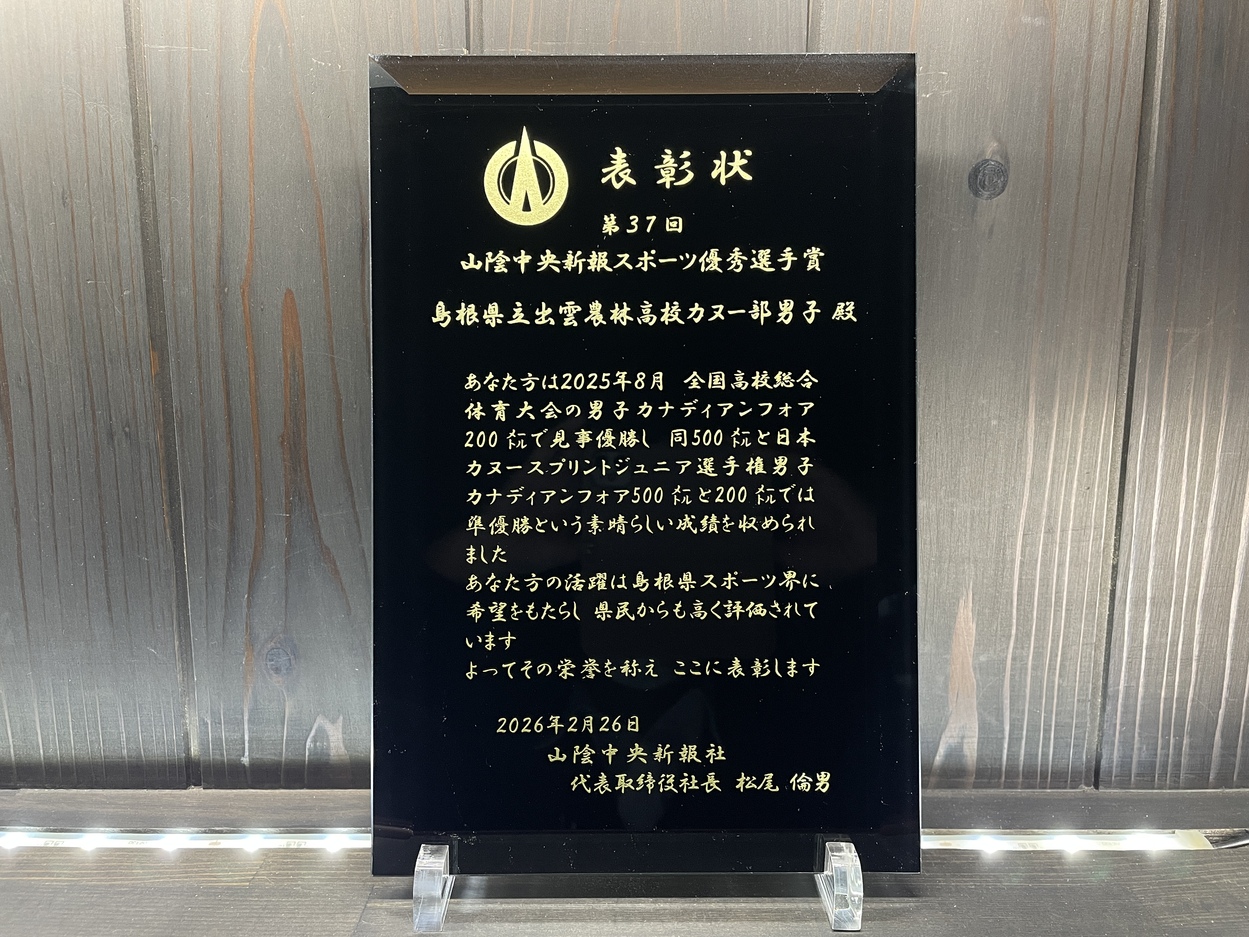 表彰状
第37回
山陰中央新報スポーツ優秀選手賞
島根県立出雲農林高校カヌー部男子 殿
あなた方は2025年8月 全国高校総合
体育大会の男子カナディアンフォア
200㍍で見事優勝し 同500㍍と日本
カヌースプリントジュニア選手権男子
カナディアンフォア500㍍と200㍍では
準優勝という素晴らしい成績を収められ
ました
あなた方の活躍は島根県スポーツ界に
希望をもたらし 県民からも高く評価されて
います
よってその栄誉を称え ここに表彰します
2026年2月26日
山陰中央新報社
代表取締役社長 松尾 倫男